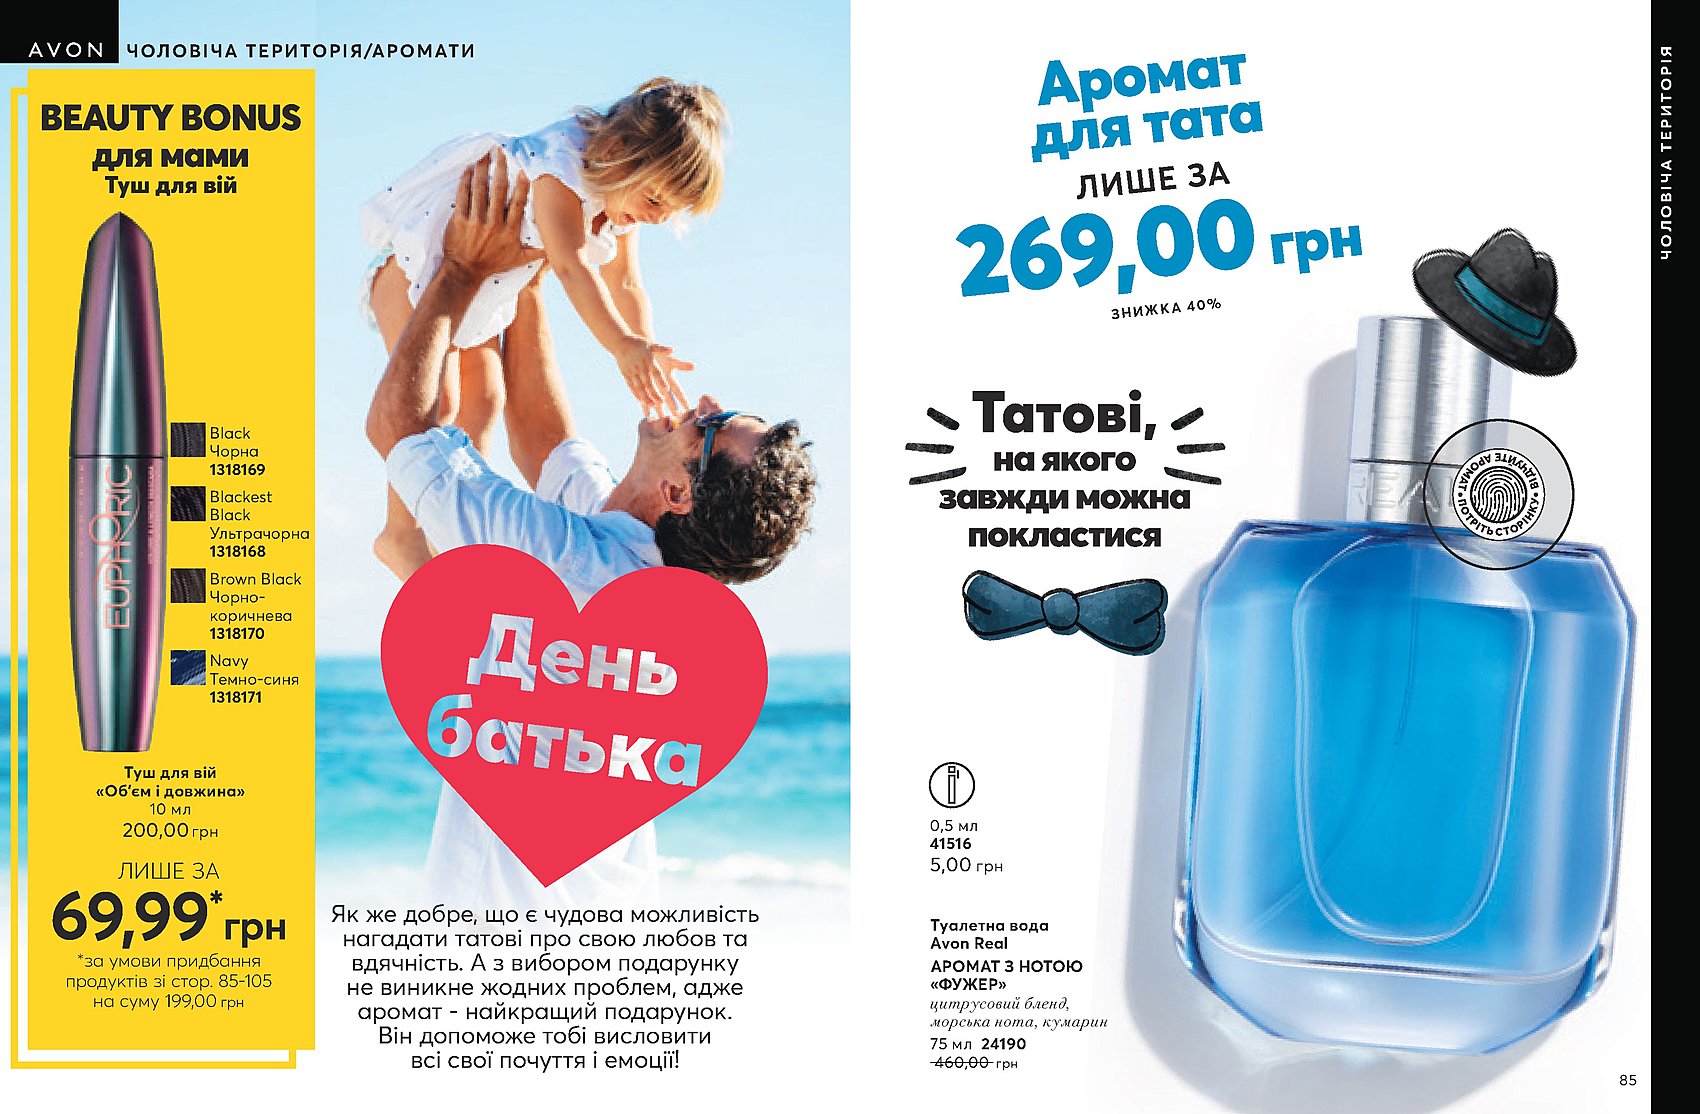 AVON
ЧОЛОВІЧА ТЕРИТОРІЯ/АРОМАТИ
BEAUTY BONUS
для мами
Туш для вій
EUPHORIC
Black
Чорна
1318169
Blackest
Black
Ультрачорна
1318168
Brown Black
Чорно-
коричнева
1318170
Navy
Темно-синя
1318171
Туш для вій
«Об'єм і довжина»
10 мл
200,00 грн
ЛИШЕ ЗА
69,99* грн
*за умови придбання
продуктів зі стор. 85-105
на суму 199,00 грн
День
батька
Як же добре, що є чудова можливість
нагадати татові про свою любов та
вдячність. А з вибором подарунку
не виникне жодних проблем, адже
аромат - найкращий подарунок.
Він допоможе тобі висловити
всі свої почуття і емоції!
Аромат
для тата
ЛИШЕ ЗА
269,00 грн
ЗНИЖКА 40%
Татові,
на якого
завжди можна
покластися
ВІДЧУЙТЕ АРОМАТ • ПОТРІТЬ СТОРІНКУ •
0,5 мл
41516
5,00 грн
Туалетна вода
Avon Real
АРОМАТ З НОТОЮ
«ФУЖЕР»
цитрусовий бленд,
морська нота, кумарин
75 мл 24190
460,00 грн
85
ЧОЛОВІЧА ТЕРИТОРІЯ